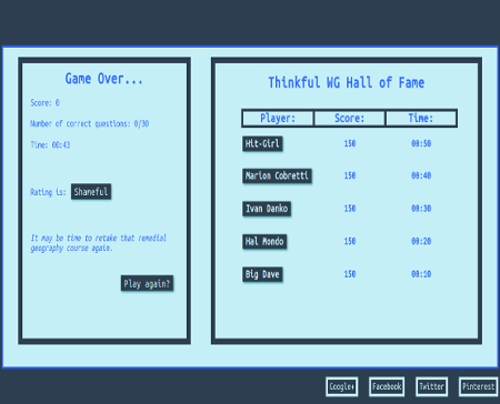 Game Over...
Score: 0
Number of correct questions: 0/30
Time: 00:43
Rating is: Shameful
It may be time to retake that remedial
geography course again.
Play again?
Thinkful WG Hall of Fame
Player: Score: Time:
Hit-Girl 150 00:50
Marion Cobretti 150 00:40
Ivan Danko 150 00:30
Hal Mondo 150 00:20
Big Dave 150 00:10
Google+ Facebook Twitter Pinterest